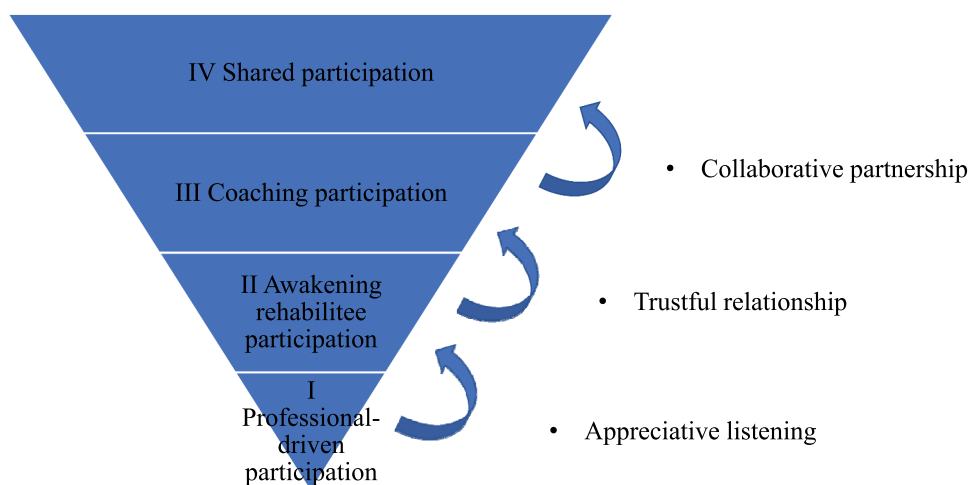 IV Shared participation
III Coaching participation
• Collaborative partnership
II Awakening
rehabilitee
participation
• Trustful relationship
I
Professional-
driven
participation
• Appreciative listening